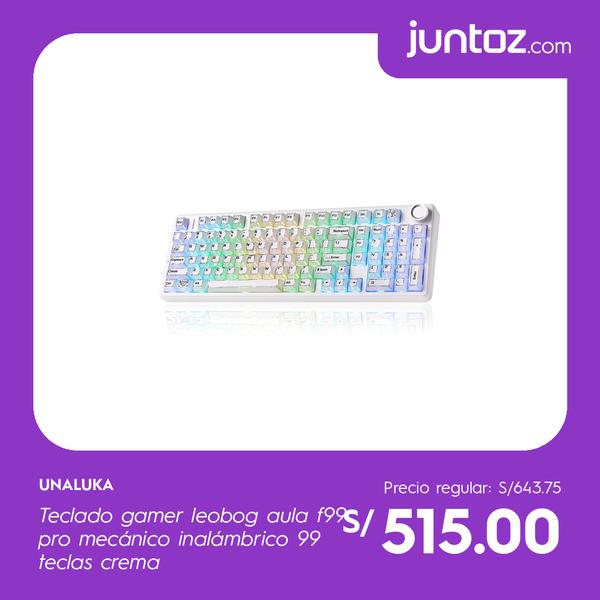 juntoz.com
UNALUKA
Teclado gamer leobog aula f99
pro mecánico inalámbrico 99
teclas crema
Precio regular: S/643.75
S/ 515.00